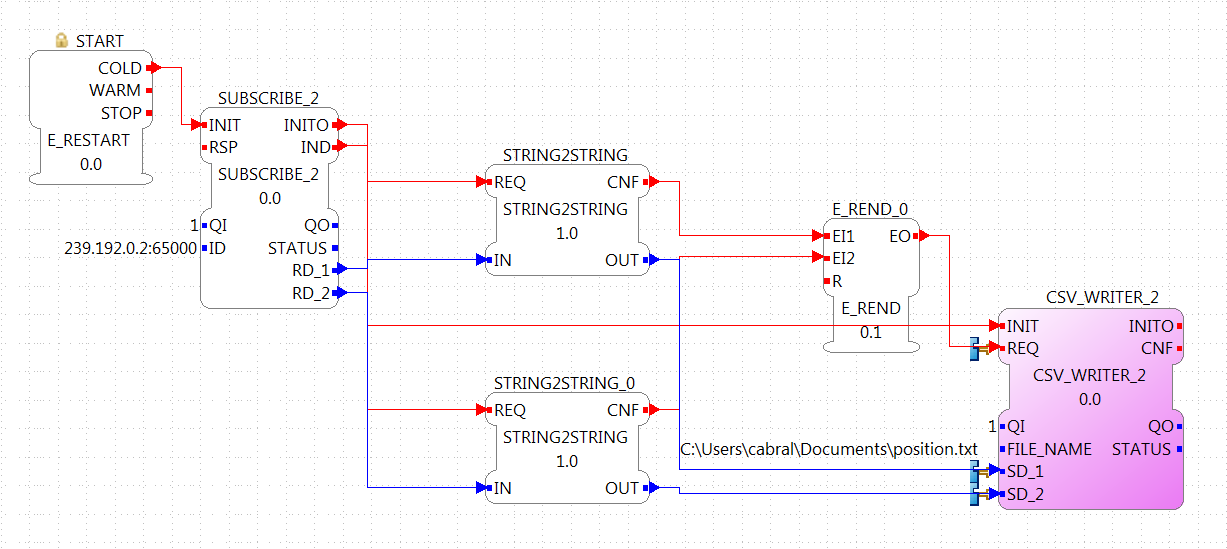 START
COLD
WARM
STOP
E_RESTART
0.0
SUBSCRIBE_2
INIT INITO
RSP IND
SUBSCRIBE_2
0.0
1 QI QO
239.192.0.2:65000 ID STATUS
RD_1
RD_2
STRING2STRING
REQ CNF
STRING2STRING
1.0
IN OUT
E_REND_0
EI1 EO
EI2
R
E_REND
0.1
STRING2STRING_0
REQ CNF
STRING2STRING
1.0
IN OUT
CSV_WRITER_2
INIT INITO
REQ CNF
CSV_WRITER_2
0.0
1 QI QO
C:\Users\cabral\Documents\position.txt FILE_NAME STATUS
SD_1
SD_2